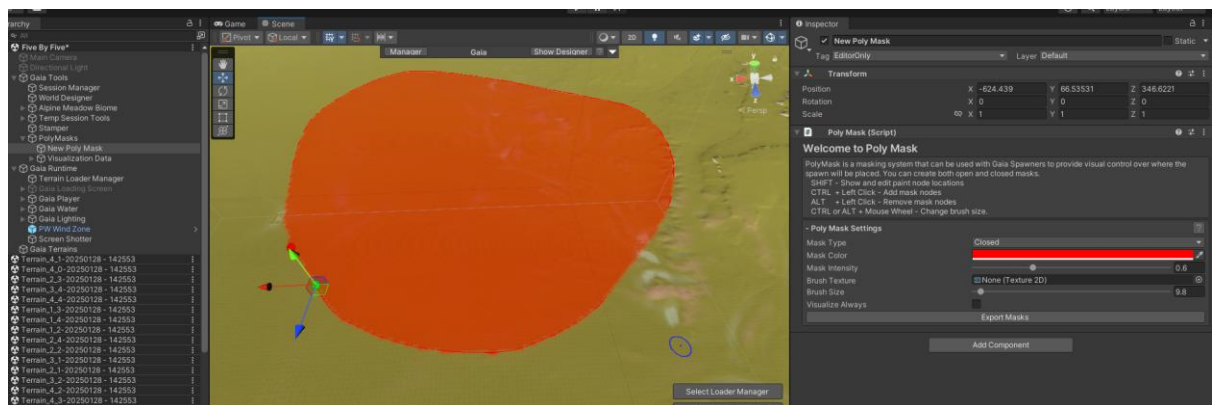 Hierarchy
All
Five By Five*
Main Camera
Directional Light
Gaia Tools
Session Manager
World Designer
Alpine Meadow Biome
Temp Session Tools
Stamper
PolyMasks
New Poly Mask
Visualization Data
Gaia Runtime
Terrain Loader Manager
Gaia Loading Screen
Gaia Player
Gaia Water
Gaia Lighting
PW Wind Zone
Screen Shotter
Gaia Terrains
Terrain_4_1-20250128 - 142553
Terrain_4_0-20250128 - 142553
Terrain_2_3-20250128 - 142553
Terrain_3_4-20250128 - 142553
Terrain_4_4-20250128 - 142553
Terrain_1_3-20250128 - 142553
Terrain_1_4-20250128 - 142553
Terrain_1_2-20250128 - 142553
Terrain_2_4-20250128 - 142553
Terrain_2_2-20250128 - 142553
Terrain_3_1-20250128 - 142553
Terrain_2_1-20250128 - 142553
Terrain_3_2-20250128 - 142553
Terrain_4_2-20250128 - 142553
Terrain_4_3-20250128 - 142553
Game Scene
Pivot Local 2D
Manager Gaia Show Designer
y
< Persp
Select Loader Manager
Inspector
New Poly Mask Static
Tag EditorOnly Layer Default
Transform
Position X -624.439 Y 66.53531 Z 346.6221
Rotation X 0 Y 0 Z 0
Scale X 1 Y 1 Z 1
Poly Mask (Script)
Welcome to Poly Mask
PolyMask is a masking system that can be used with Gaia Spawners to provide visual control over where the
spawn will be placed. You can create both open and closed masks.
SHIFT - Show and edit paint node locations
CTRL + Left Click - Add mask nodes
ALT + Left Click - Remove mask nodes
CTRL or ALT + Mouse Wheel - Change brush size.
- Poly Mask Settings ?
Mask Type Closed
Mask Color
Mask Intensity 0.6
Brush Texture None (Texture 2D)
Brush Size 9.8
Visualize Always
Export Masks
Add Component